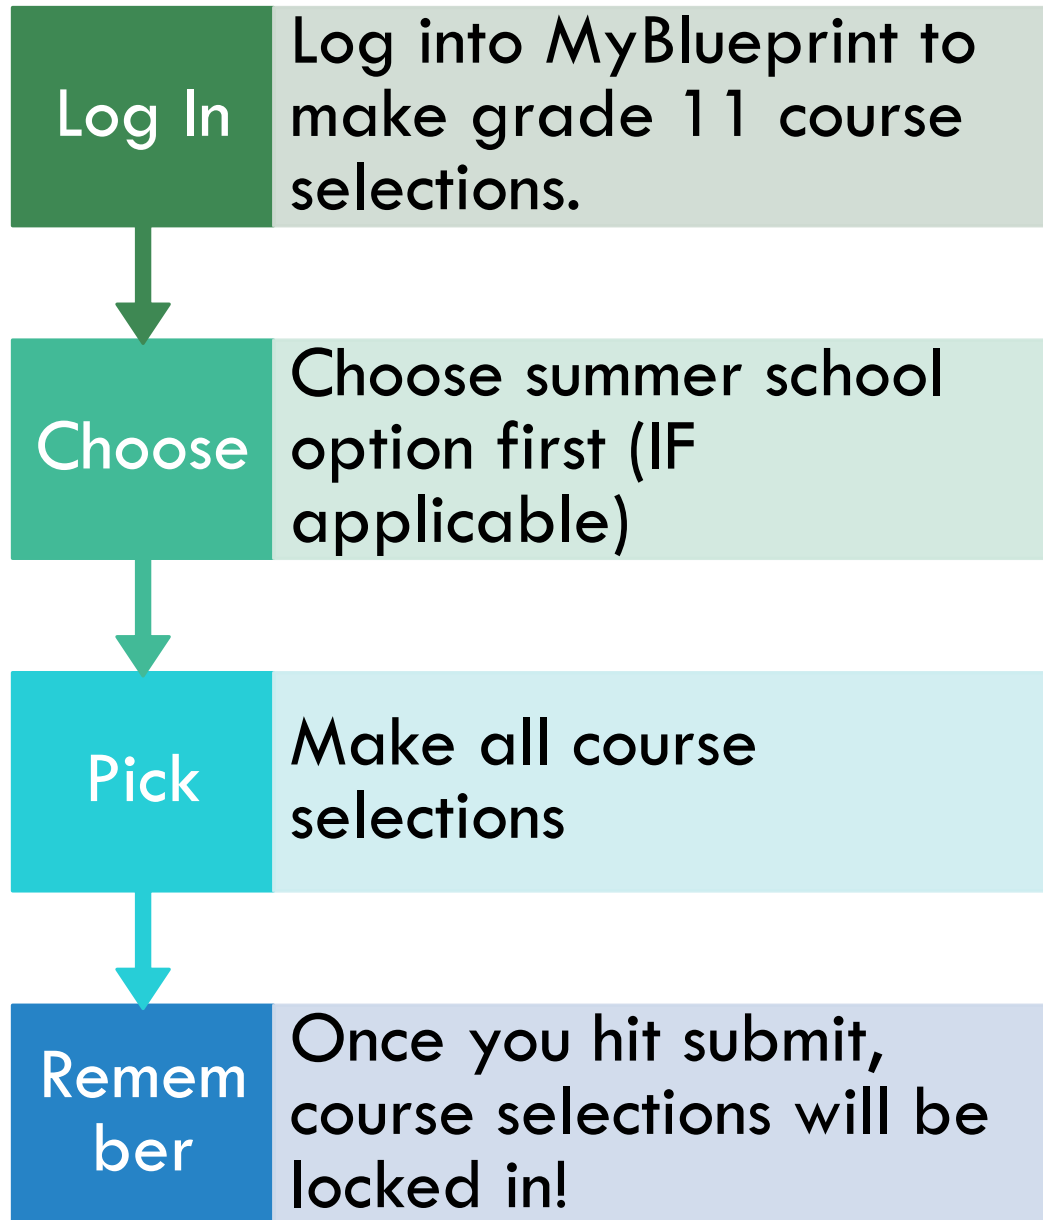 Log In
Log into MyBlueprint to
make grade 11 course
selections.
Choose
Choose summer school
option first (IF
applicable)
Pick
Make all course
selections
Remem
ber
Once you hit submit,
course selections will be
locked in!